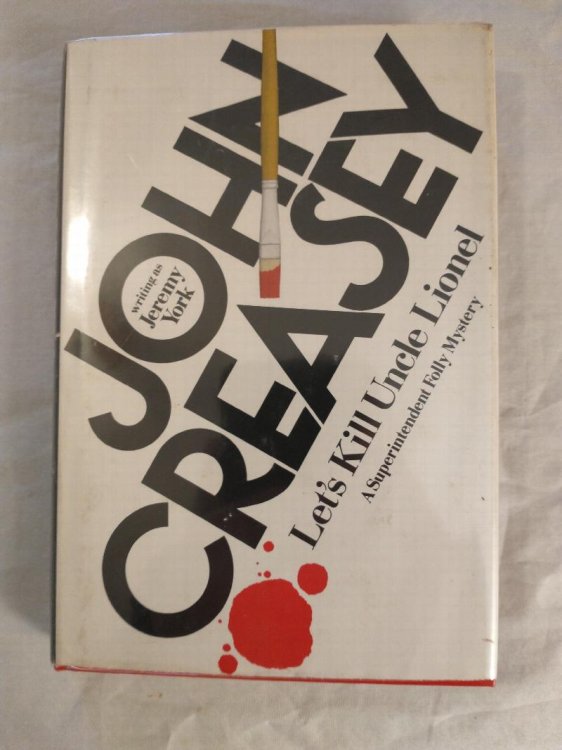 JOHN
writing as
Jeremy
York
CREASEY
Let's Kill Uncle Lionel
A Superintendent Folly Mystery